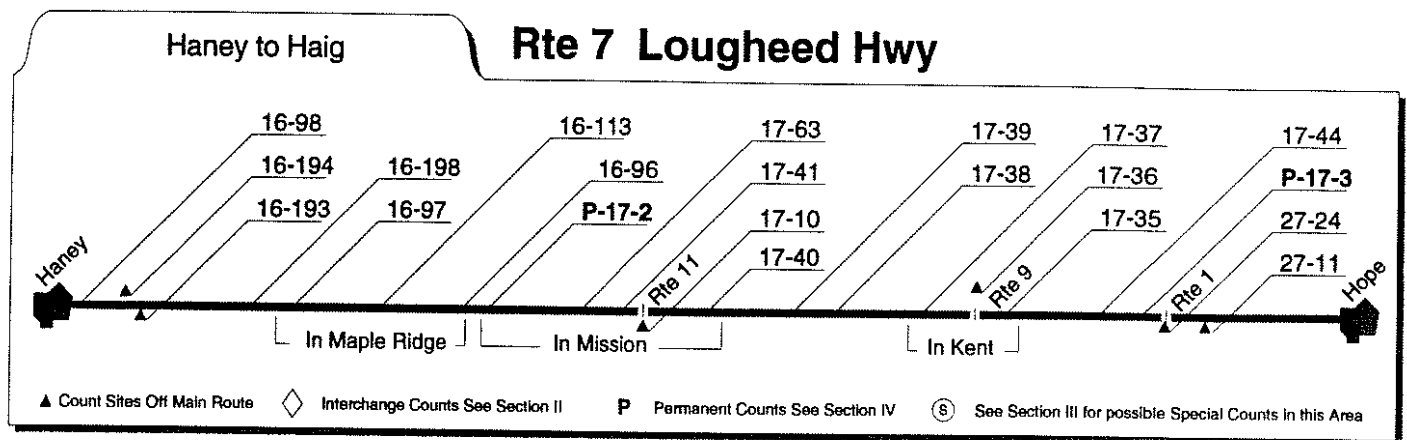 Haney to Haig
Rte 7 Lougheed Hwy
16-98
16-113
17-63
17-39
17-37
17-44
16-194
16-198
16-96
17-41
17-38
17-36
P-17-3
16-193
16-97
P-17-2
17-10
17-35
27-24
17-40
27-11
Haney
Rte 11
Rte 9
Rte 1
Hope
In Maple Ridge
In Mission
In Kent
Count Sites Off Main Route
Interchange Counts See Section II
P Permanent Counts See Section IV
S See Section III for possible Special Counts in this Area